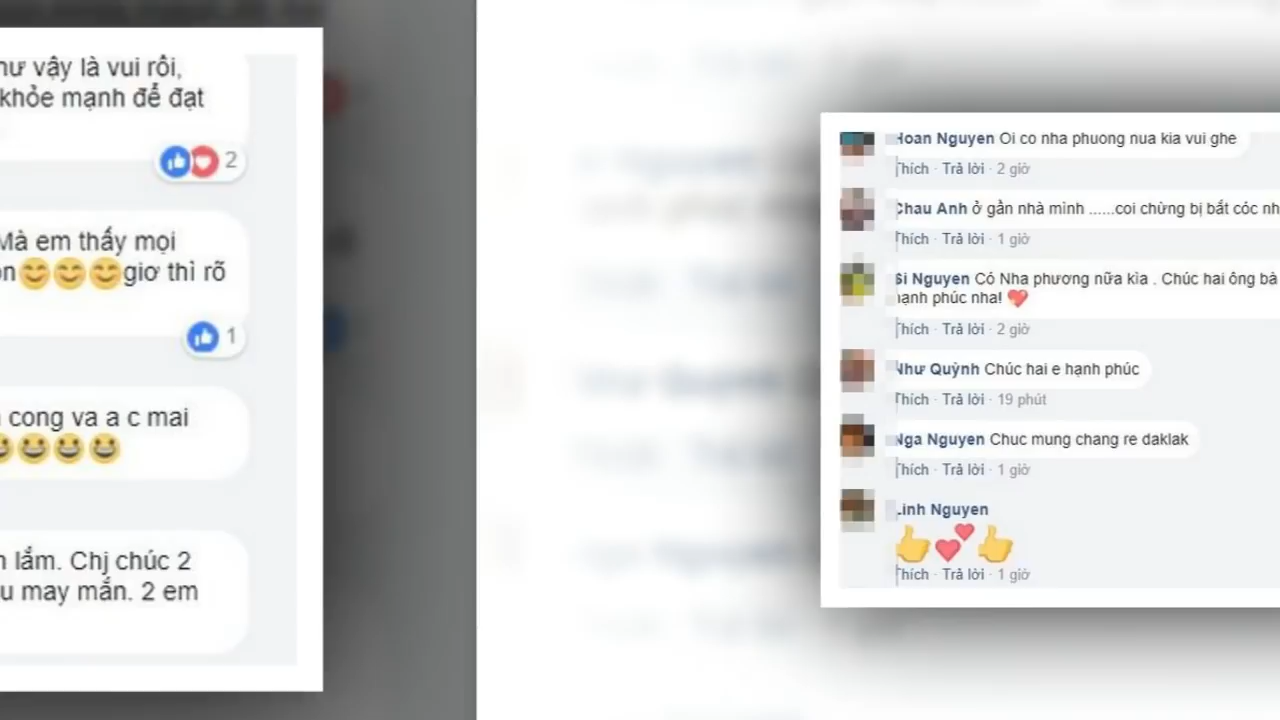 hư vậy là vui rồi,
khỏe mạnh để đạt
2
Mà em thấy mọi
giơ thì rõ
1
cong va a c mai
lắm. Chị chúc 2
may mắn. 2 em
Hoan Nguyen Oi co nha phuong nua kia vui ghe
Thích · Trả lời · 2 giờ
Chau Anh ở gần nhà mình ......coi chừng bị bắt cóc nh
Thích · Trả lời · 1 giờ
Si Nguyen Có Nha phương nữa kìa . Chúc hai ông bà
hạnh phúc nha! 💖
Thích · Trả lời · 2 giờ
Như Quỳnh Chúc hai e hạnh phúc
Thích · Trả lời · 19 phút
Nga Nguyen Chuc mung chang re daklak
Thích · Trả lời · 1 giờ
Linh Nguyen
Thích · Trả lời · 1 giờ